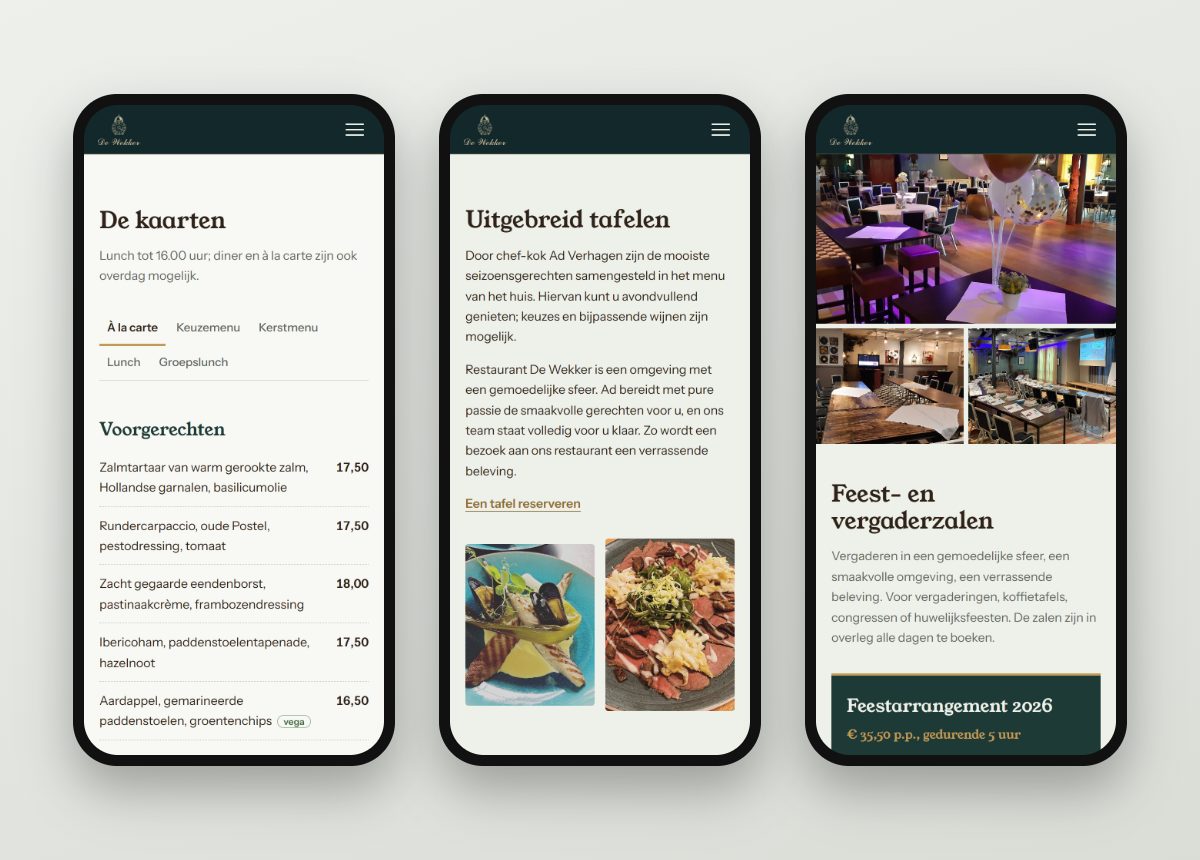 De Wekker
De kaarten
Lunch tot 16.00 uur; diner en à la carte zijn ook
overdag mogelijk.
À la carte Keuzemenu Kerstmenu
Lunch Groepslunch
Voorgerechten
Zalmtartaar van warm gerookte zalm, 17,50
Hollandse garnalen, basilicumolie
Rundercarpaccio, oude Postel, 17,50
pestodressing, tomaat
Zacht gegaarde eendenborst, 18,00
pastinaakcrème, frambozendressing
Ibericoham, paddenstoelentapenade, 17,50
hazelnoot
Aardappel, gemarineerde 16,50
paddenstoelen, groentenchips vega
De Wekker
Uitgebreid tafelen
Door chef-kok Ad Verhagen zijn de mooiste
seizoensgerechten samengesteld in het menu
van het huis. Hiervan kunt u avondvullend
genieten; keuzes en bijpassende wijnen zijn
mogelijk.
Restaurant De Wekker is een omgeving met
een gemoedelijke sfeer. Ad bereidt met pure
passie de smaakvolle gerechten voor u, en ons
team staat volledig voor u klaar. Zo wordt een
bezoek aan ons restaurant een verrassende
beleving.
Een tafel reserveren
De Wekker
Feest- en
vergaderzalen
Vergaderen in een gemoedelijke sfeer, een
smaakvolle omgeving, een verrassende
beleving. Voor vergaderingen, koffietafels,
congressen of huwelijksfeesten. De zalen zijn in
overleg alle dagen te boeken.
Feestarrangement 2026
€ 35,50 p.p., gedurende 5 uur